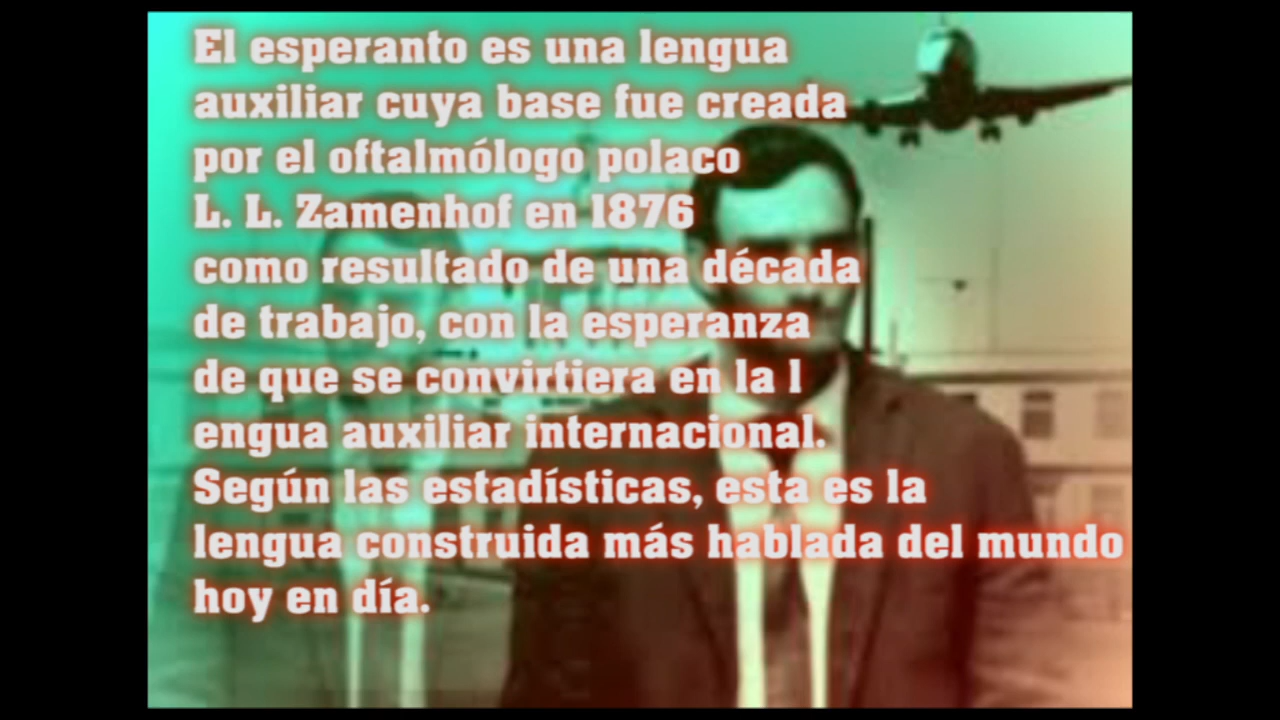 El esperanto es una lengua
auxiliar cuya base fue creada
por el oftalmólogo polaco
L. L. Zamenhof en 1876
como resultado de una década
de trabajo, con la esperanza
de que se convirtiera en la l
engua auxiliar internacional.
Según las estadísticas, esta es la
lengua construida más hablada del mundo
hoy en día.